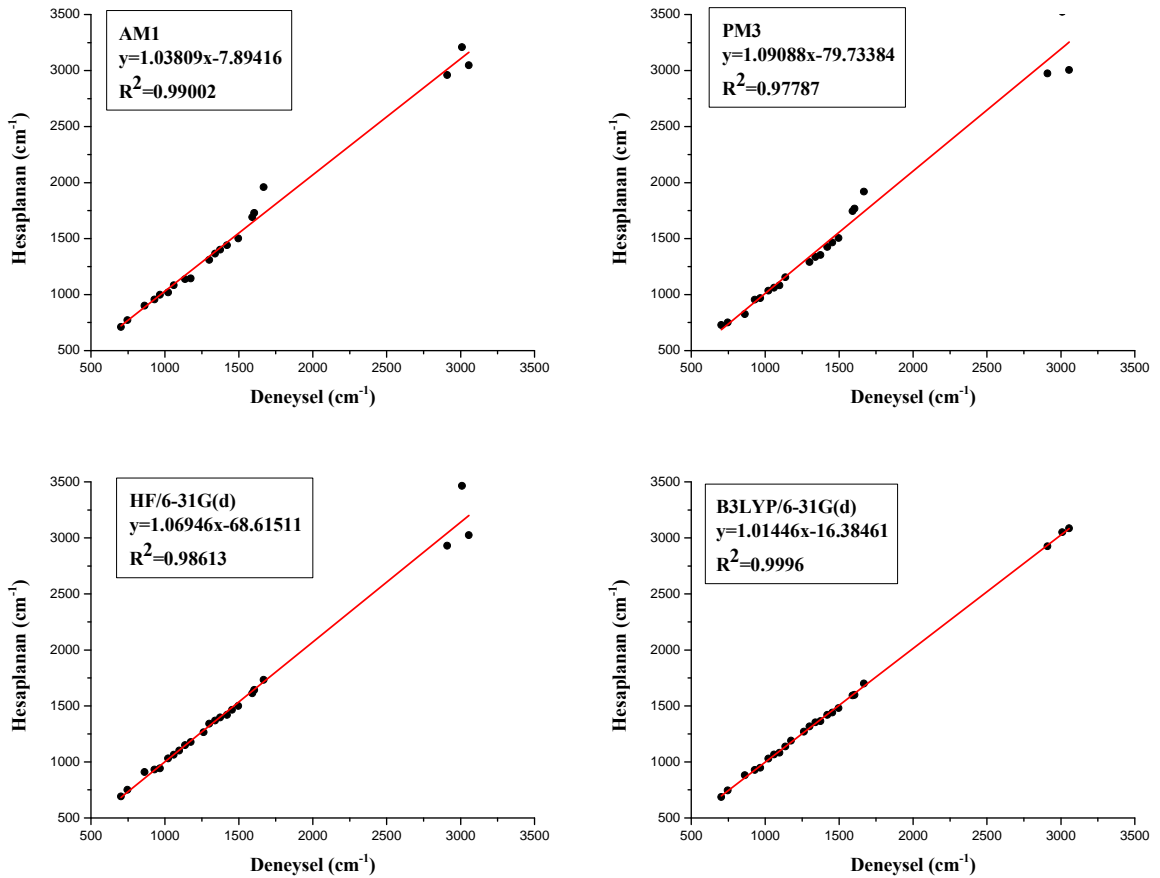 AM1
y=1.03809x-7.89416
R²=0.99002
3500
3000
2500
2000
1500
1000
500
Hesaplanan (cm⁻¹)
500 1000 1500 2000 2500 3000 3500
Deneysel (cm⁻¹)
PM3
y=1.09088x-79.73384
R²=0.97787
3500
3000
2500
2000
1500
1000
500
Hesaplanan (cm⁻¹)
500 1000 1500 2000 2500 3000 3500
Deneysel (cm⁻¹)
HF/6-31G(d)
y=1.06946x-68.61511
R²=0.98613
3500
3000
2500
2000
1500
1000
500
Hesaplanan (cm⁻¹)
500 1000 1500 2000 2500 3000 3500
Deneysel (cm⁻¹)
B3LYP/6-31G(d)
y=1.01446x-16.38461
R²=0.9996
3500
3000
2500
2000
1500
1000
500
Hesaplanan (cm⁻¹)
500 1000 1500 2000 2500 3000 3500
Deneysel (cm⁻¹)